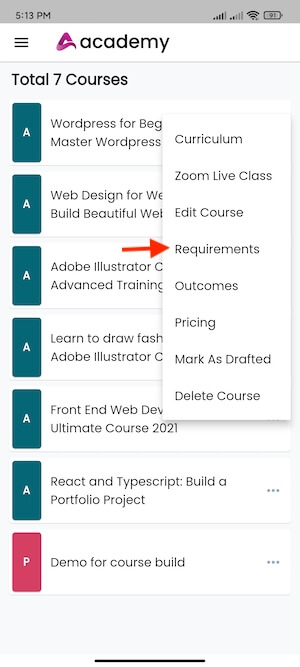 5:13 PM
91
academy
Total 7 Courses
A
Wordpress for Beg
Master Wordpress
A
Web Design for We
Build Beautiful Web
A
Adobe Illustrator C
Advanced Training
A
Learn to draw fash
Adobe Illustrator C
A
Front End Web Dev
Ultimate Course 2021
A
React and Typescript: Build a
Portfolio Project
P
Demo for course build
Curriculum
Zoom Live Class
Edit Course
Requirements
Outcomes
Pricing
Mark As Drafted
Delete Course